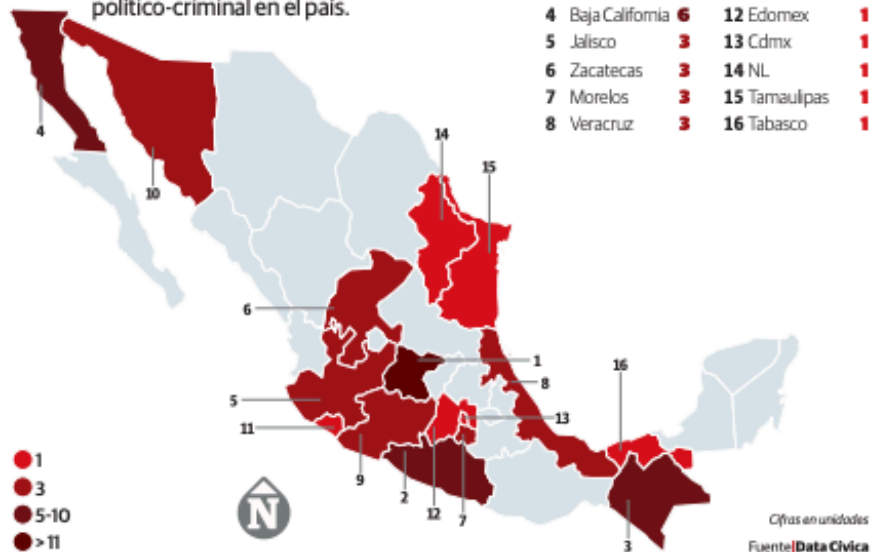 político-criminal en el país.
4 Baja California 6
5 Jalisco 3
6 Zacatecas 3
7 Morelos 3
8 Veracruz 3
12 Edomex 1
13 Cdmx 1
14 NL 1
15 Tamaulipas 1
16 Tabasco 1
4
10
14
15
6
1
8
16
5
13
11
9
2
12
7
3
1
3
5-10
>11
N
Cifras en unidades
Fuente|Data Cívica